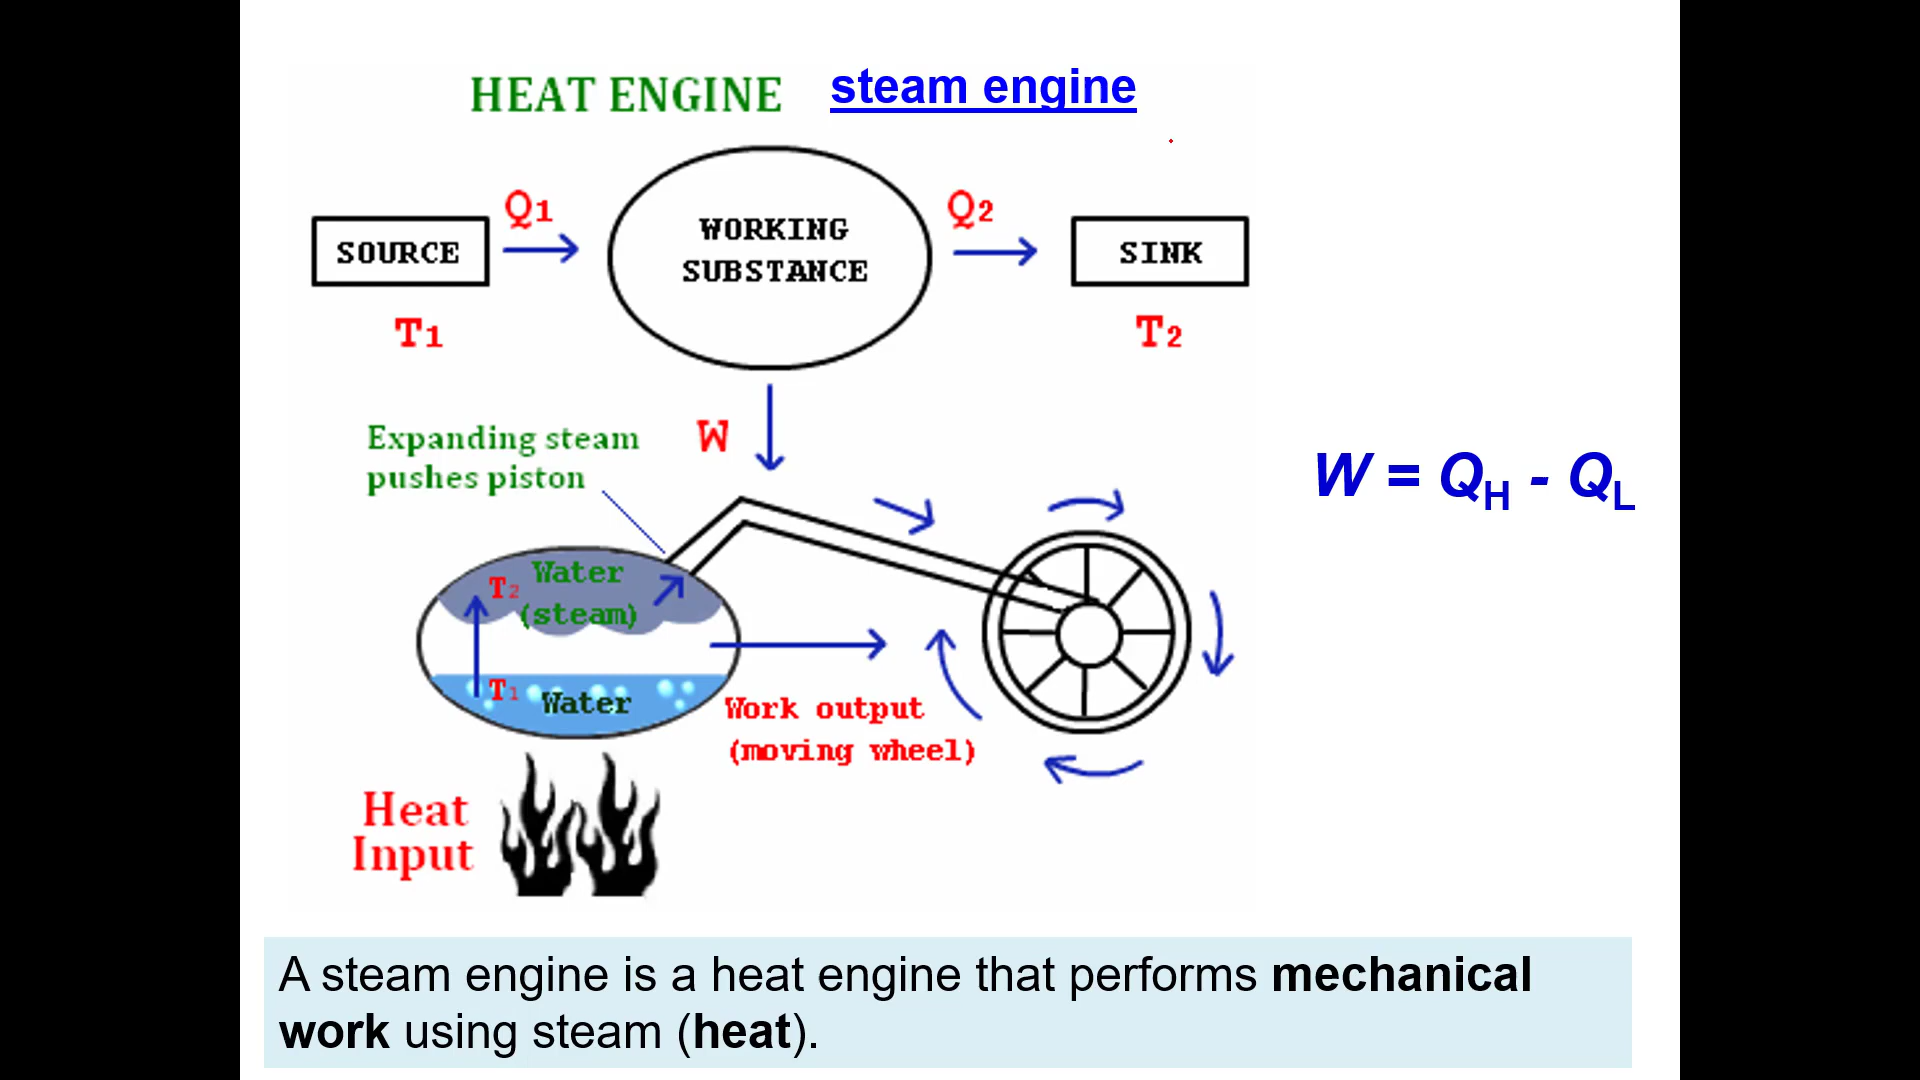 HEAT ENGINE steam engine
Q1
Q2
SOURCE
WORKING
SUBSTANCE
SINK
T1
T2
W
Expanding steam
pushes piston
W = QH - QL
T2
Water
(steam)
T1
Water
Work output
(moving wheel)
Heat
Input
A steam engine is a heat engine that performs mechanical
work using steam (heat).